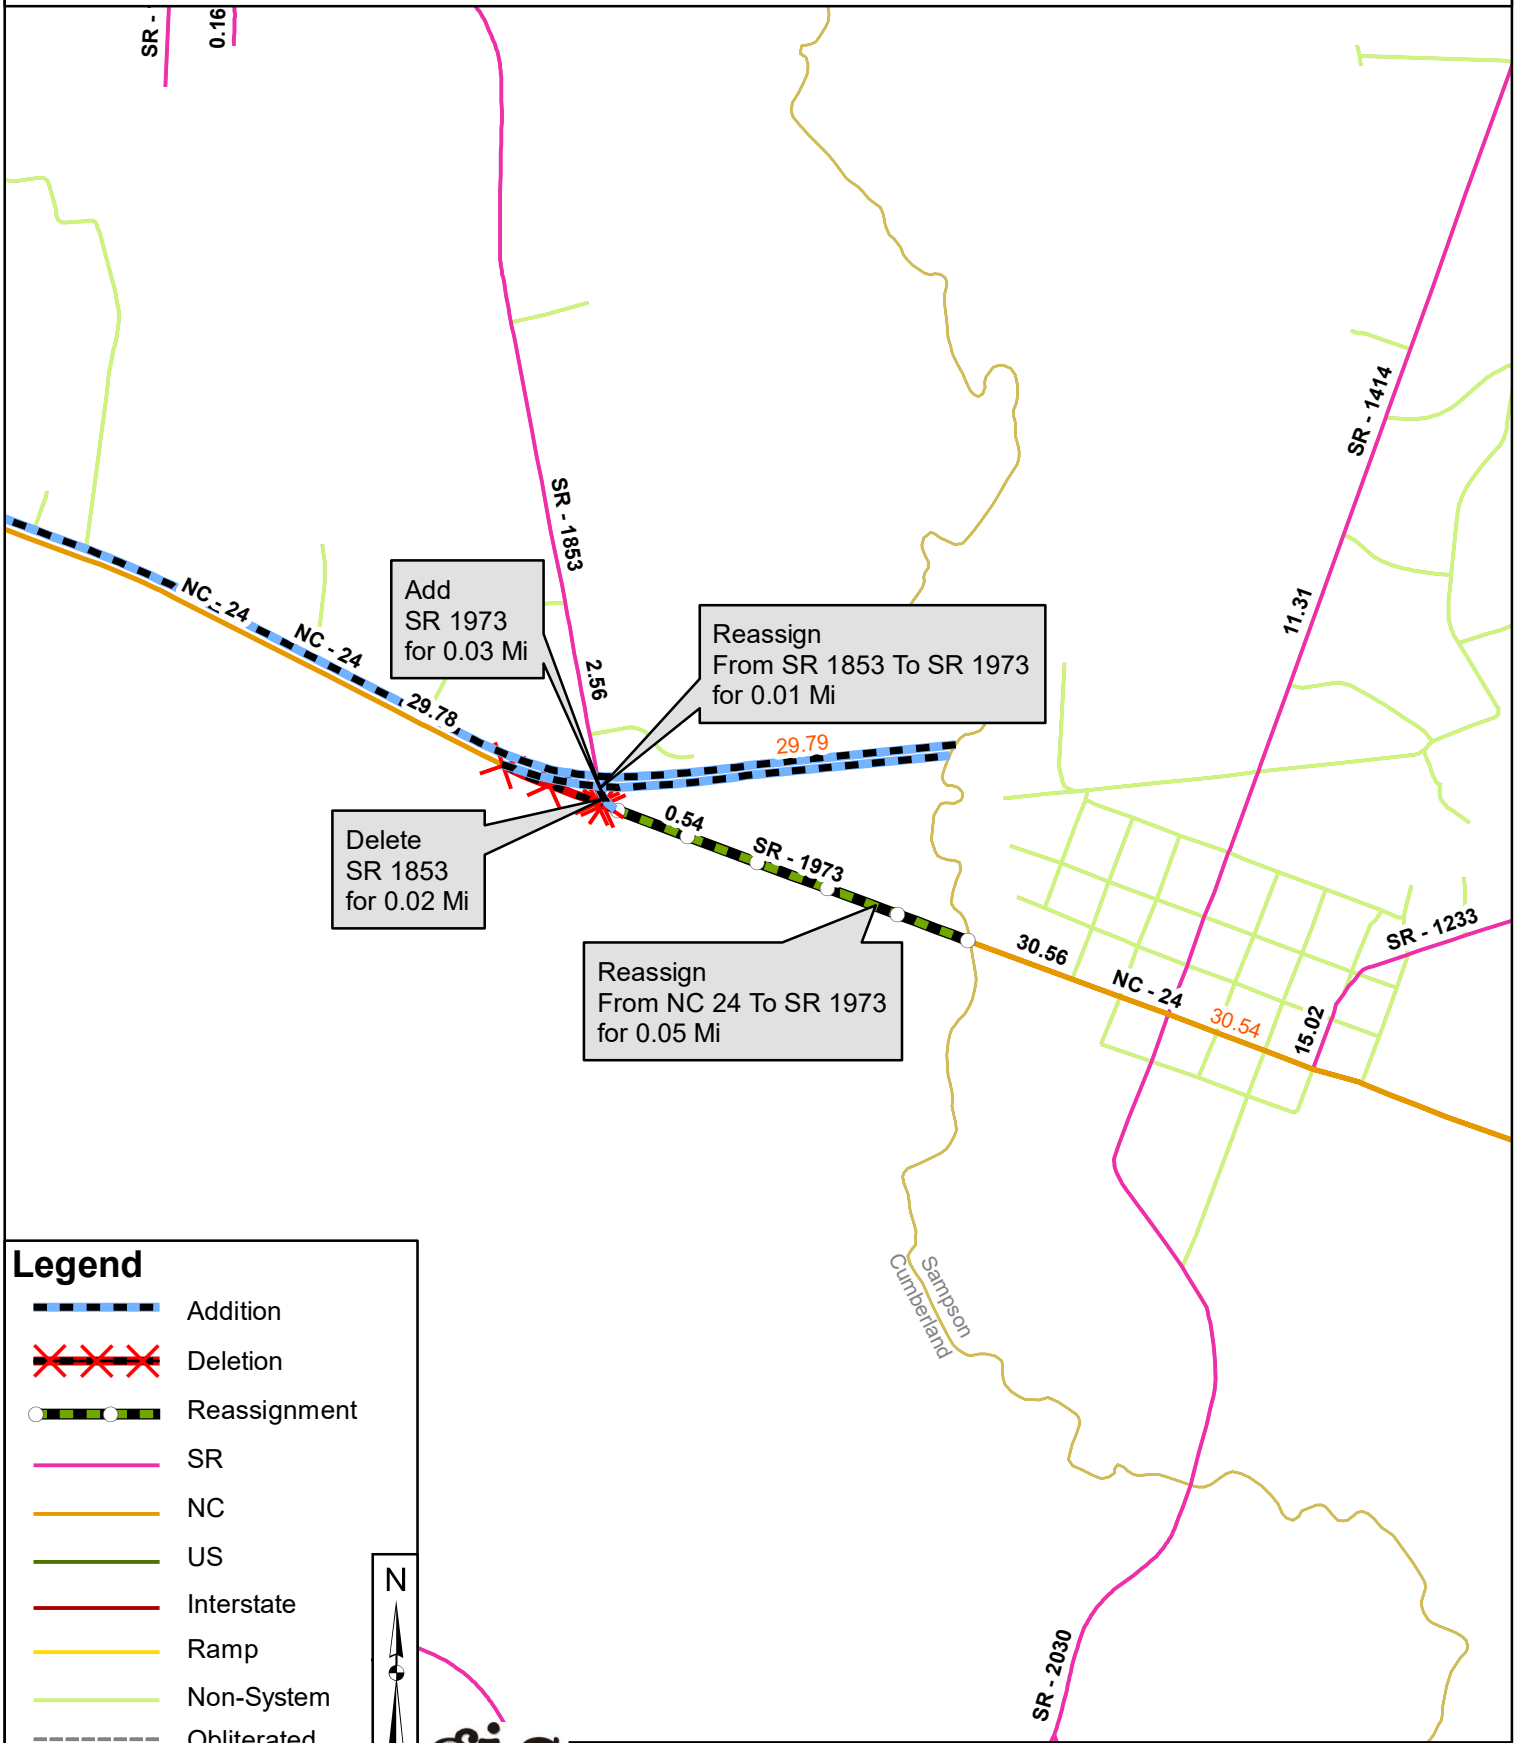 SR -
0.16
SR - 1414
SR - 1853
11.31
Add
SR 1973
for 0.03 Mi
Reassign
From SR 1853 To SR 1973
for 0.01 Mi
NC - 24
NC - 24
2.56
29.78
29.79
Delete
SR 1853
for 0.02 Mi
0.54
SR - 1973
SR - 1233
Reassign
From NC 24 To SR 1973
for 0.05 Mi
30.56
NC - 24
30.54
15.02
Sampson
Cumberland
Legend
Addition
Deletion
Reassignment
SR
NC
US
Interstate
Ramp
Non-System
Obliterated
N
SR - 2030